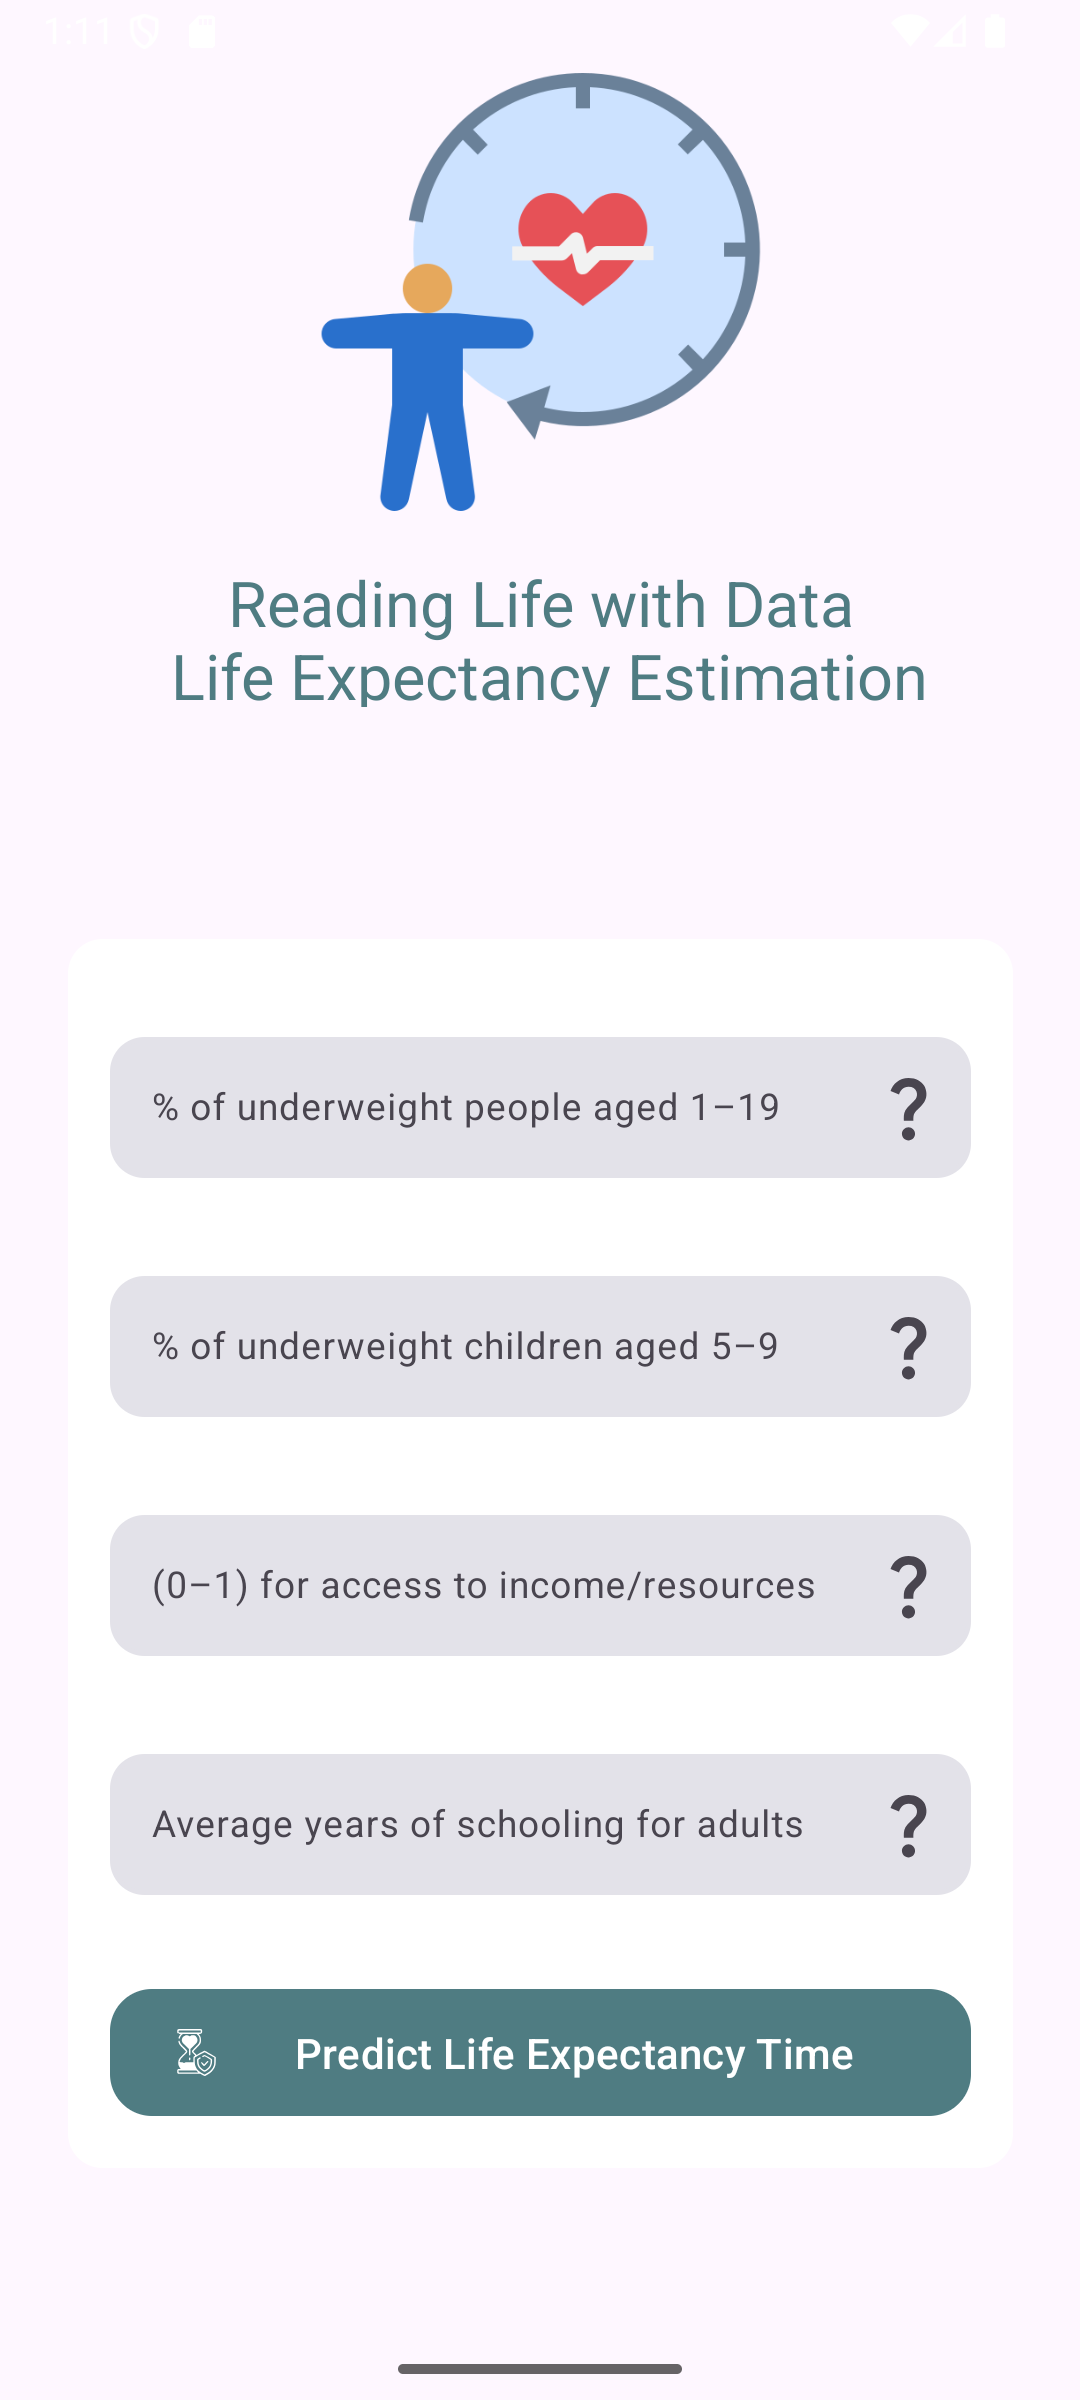 1:11
Reading Life with Data
Life Expectancy Estimation
% of underweight people aged 1–19
?
% of underweight children aged 5–9
?
(0–1) for access to income/resources
?
Average years of schooling for adults
?
Predict Life Expectancy Time